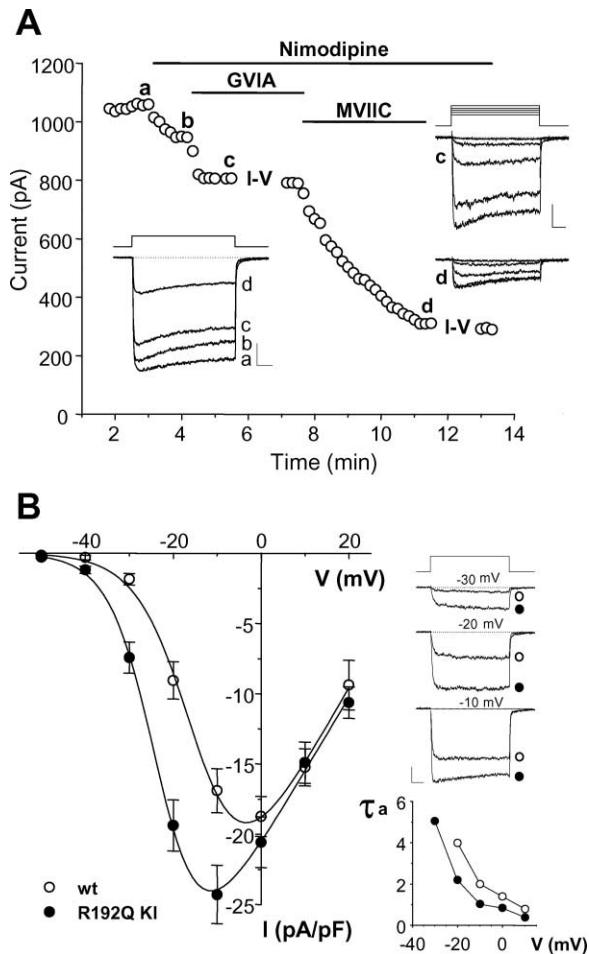 A
Nimodipine
GVIA
MVIIC
1200
1000
800
600
400
200
0
Current (pA)
a
b
c
I-V
d
I-V
c
d
d
c
b
a
2 4 6 8 10 12 14
Time (min)
B
-40 -20 0 20
V (mV)
-5
-10
-15
-20
-25
I (pA/pF)
wt
R192Q KI
-30 mV
-20 mV
-10 mV
τa
6
4
2
0
-40 -20 0
V (mV)